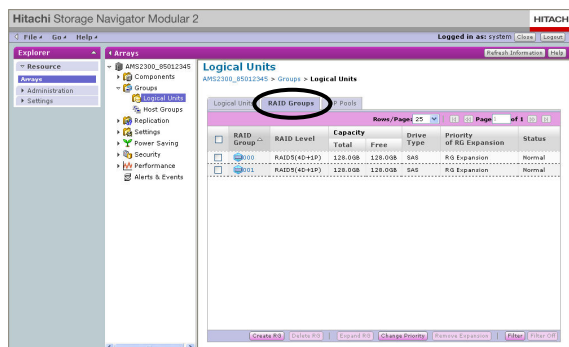 Hitachi Storage Navigator Modular 2
HITACH
File Go Help
Logged in as: system Close Logout
Explorer
Arrays
Refresh Information Help
Resource
Arrays
Administration
Settings
AMS2300_85012345
Components
Groups
Logical Units
Host Groups
Replication
Settings
Power Saving
Security
Performance
Alerts & Events
Logical Units
AMS2300_85012345 > Groups > Logical Units
Logical Units RAID Groups P Pools
Rows/Page: 25 Page 1 of 1
RAID Group RAID Level Capacity Total Free Drive Type Priority of RG Expansion Status
000 RAID5(4D+1P) 128.0GB 128.0GB SAS RG Expansion Normal
001 RAID5(4D+1P) 128.0GB 128.0GB SAS RG Expansion Normal
Create RG Delete RG Expand RG Change Priority Remove Expansion Filter Filter Off